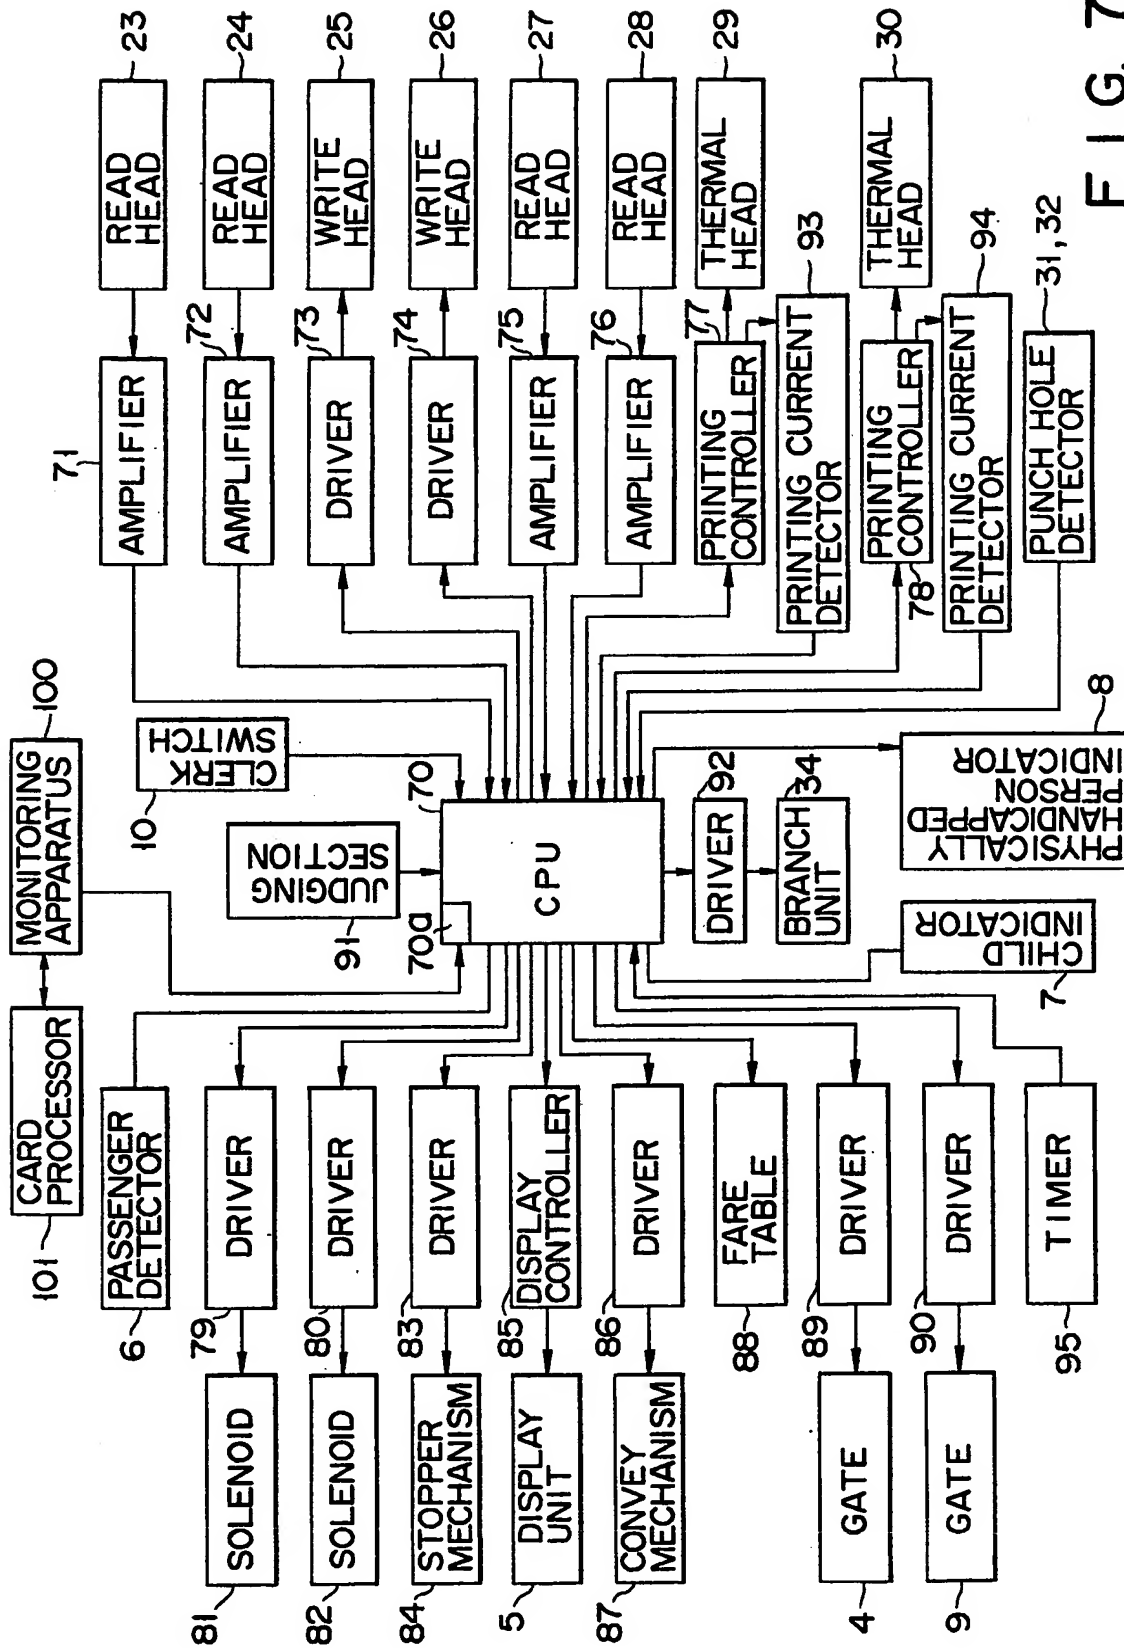 FIG. 7
101
CARD
PROCESSOR
MONITORING
APPARATUS
100
6
PASSENGER
DETECTOR
10
CLERK
SWITCH
71
AMPLIFIER
READ
HEAD
23
81
SOLENOID
79
DRIVER
91
JUDGING
SECTION
AMPLIFIER
72
READ
HEAD
24
82
SOLENOID
80
DRIVER
DRIVER
73
WRITE
HEAD
25
84
STOPPER
MECHANISM
83
DRIVER
70a
70
CPU
DRIVER
74
WRITE
HEAD
26
5
DISPLAY
UNIT
85
DISPLAY
CONTROLLER
AMPLIFIER
75
READ
HEAD
27
87
CONVEY
MECHANISM
86
DRIVER
AMPLIFIER
76
READ
HEAD
28
88
FARE
TABLE
DRIVER
92
PRINTING
CONTROLLER
77
THERMAL
HEAD
29
BRANCH
UNIT
34
PRINTING CURRENT
DETECTOR
93
4
GATE
89
DRIVER
78
PRINTING
CONTROLLER
THERMAL
HEAD
30
9
GATE
90
DRIVER
7
CHILD
INDICATOR
PHYSICALLY
HANDICAPPED
PERSON
INDICATOR
8
PRINTING CURRENT
DETECTOR
94
95
TIMER
PUNCH HOLE
DETECTOR
31, 32